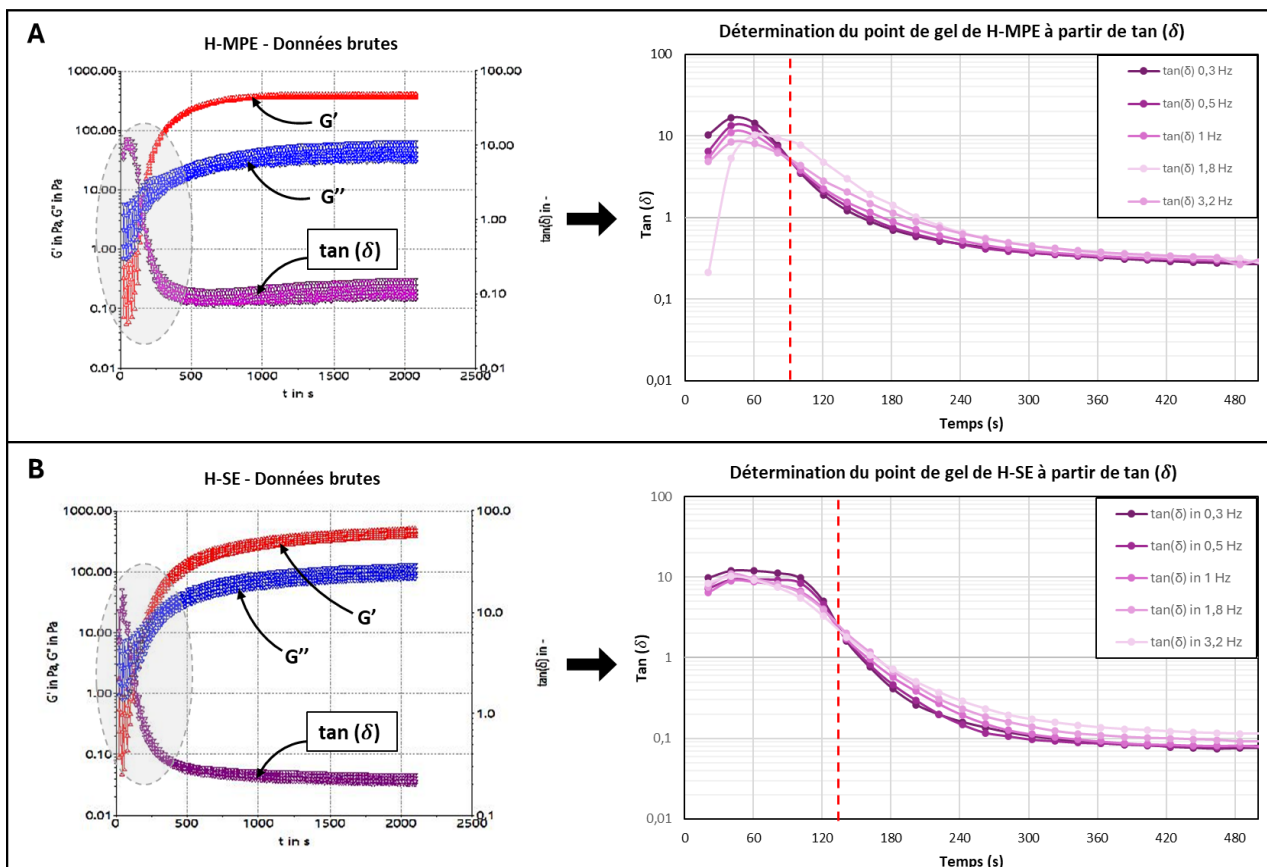 A
H-MPE - Données brutes
1000.00
100.00
10.00
1.00
0.10
0.01
G' in Pa, G" in Pa
100.00
10.00
1.00
0.10
0.01
tan(δ) in -
G'
G''
tan (δ)
0
500
1000
1500
2000
2500
t in s
Détermination du point de gel de H-MPE à partir de tan (δ)
100
10
1
0,1
0,01
Tan (δ)
tan(δ) 0,3 Hz
tan(δ) 0,5 Hz
tan(δ) 1 Hz
tan(δ) 1,8 Hz
tan(δ) 3,2 Hz
0
60
120
180
240
300
360
420
480
Temps (s)
B
H-SE - Données brutes
1000.00
100.00
10.00
1.00
0.10
0.01
G' in Pa, G" in Pa
100.0
10.0
1.0
0.1
tan(δ) in -
G'
G''
tan (δ)
0
500
1000
1500
2000
2500
t in s
Détermination du point de gel de H-SE à partir de tan (δ)
100
10
1
0,1
0,01
Tan (δ)
tan(δ) in 0,3 Hz
tan(δ) in 0,5 Hz
tan(δ) in 1 Hz
tan(δ) in 1,8 Hz
tan(δ) in 3,2 Hz
0
60
120
180
240
300
360
420
480
Temps (s)